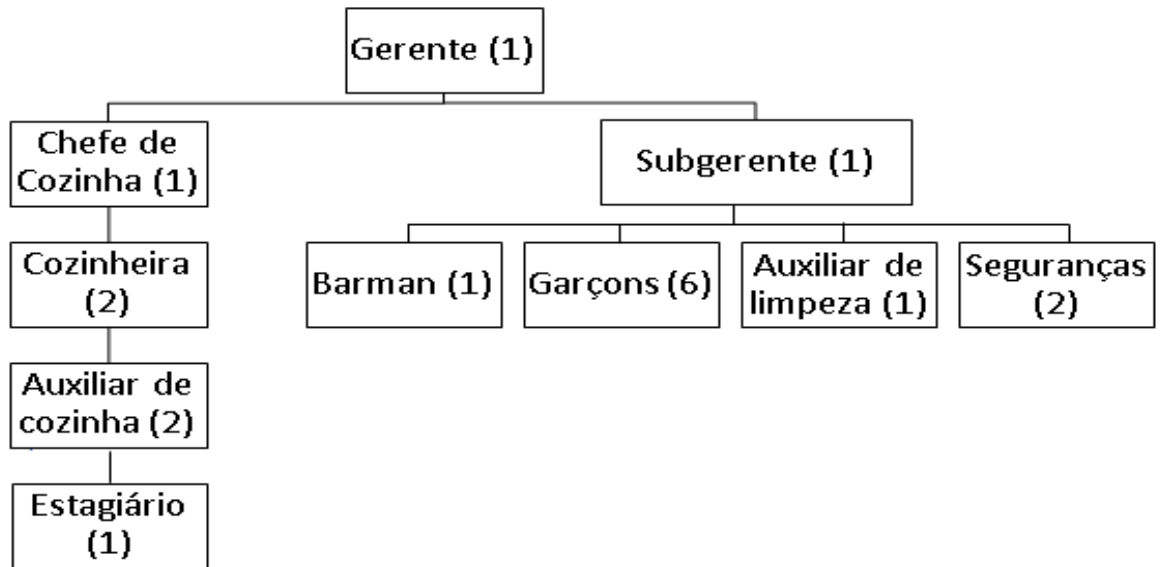 Gerente (1)
Chefe de
Cozinha (1)
Subgerente (1)
Cozinheira
(2)
Barman (1)
Garçons (6)
Auxiliar de
limpeza (1)
Seguranças
(2)
Auxiliar de
cozinha (2)
Estagiário
(1)